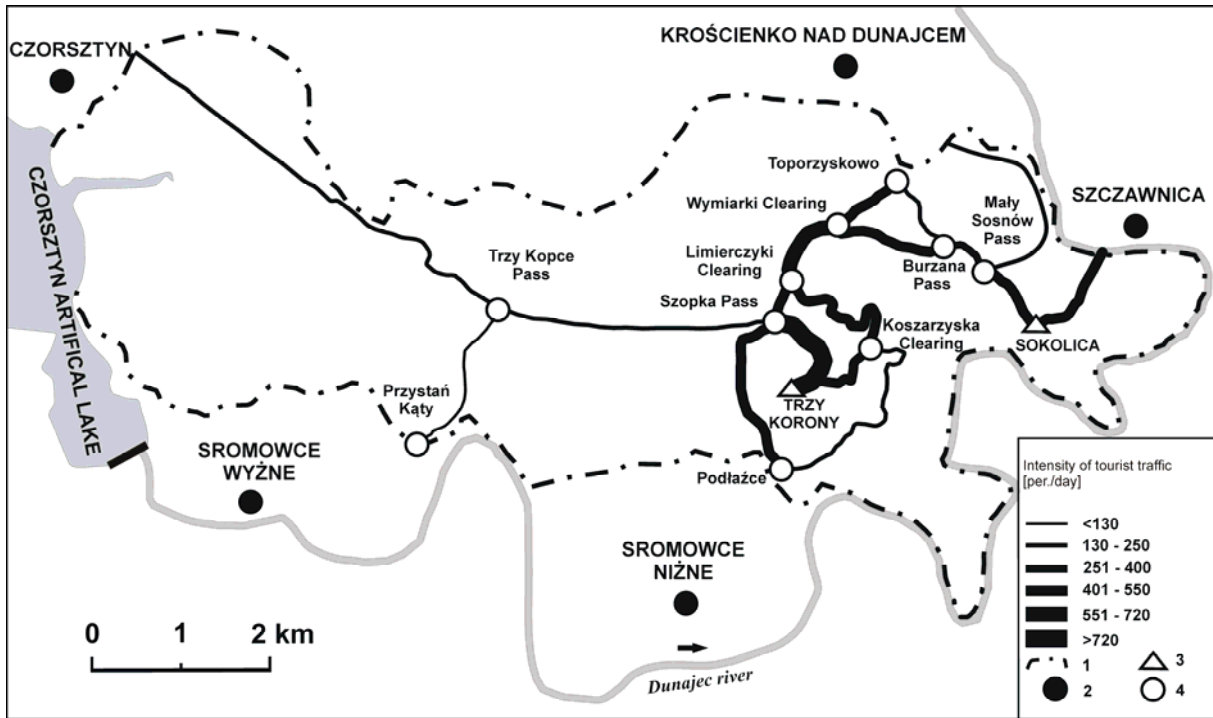 CZORSZTYN
KROŚCIENKO NAD DUNAJCEM
Toporzyskowo
SZCZAWNICA
Mały
Sosnów
Pass
Wymiarki Clearing
CZORSZTYN ARTIFICAL LAKE
Trzy Kopce
Pass
Limierczyki
Clearing
Burzana
Pass
Szopka Pass
Koszarzyska
Clearing
SOKOLICA
Przystań
Kąty
TRZY
KORONY
SROMOWCE
WYŻNE
Podłaźce
SROMOWCE
NIŻNE
0 1 2 km
Dunajec river
Intensity of tourist traffic
[per./day]
<130
130 - 250
251 - 400
401 - 550
551 - 720
>720
1
3
2
4